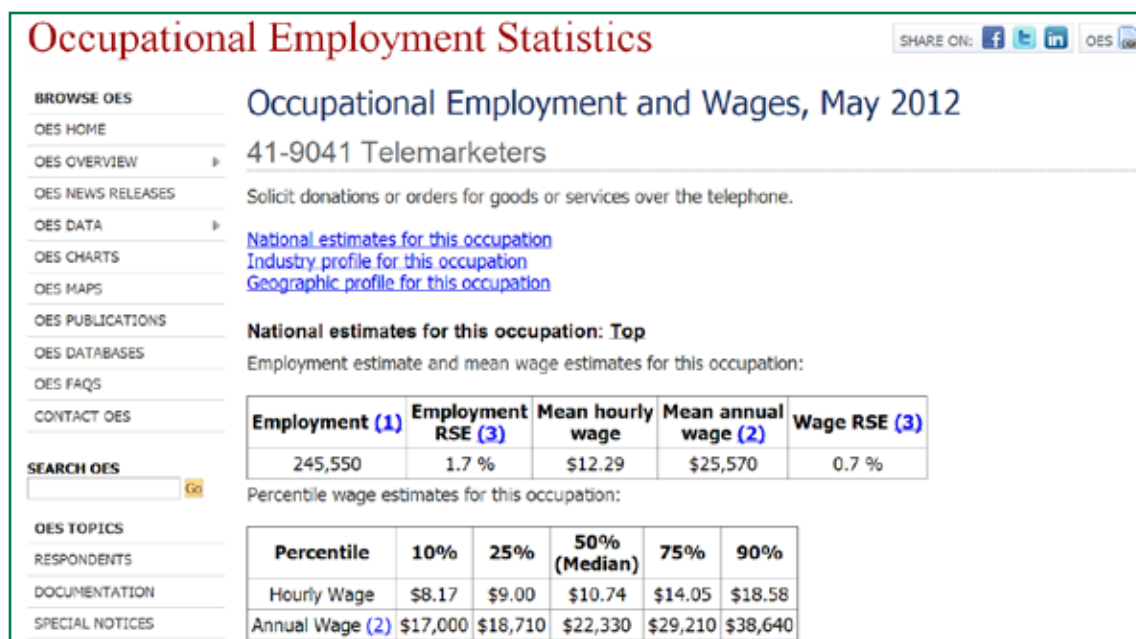 Occupational Employment Statistics
SHARE ON:
OES
BROWSE OES
OES HOME
OES OVERVIEW
OES NEWS RELEASES
OES DATA
OES CHARTS
OES MAPS
OES PUBLICATIONS
OES DATABASES
OES FAQS
CONTACT OES
SEARCH OES
Go
OES TOPICS
RESPONDENTS
DOCUMENTATION
SPECIAL NOTICES
Occupational Employment and Wages, May 2012
41-9041 Telemarketers
Solicit donations or orders for goods or services over the telephone.
National estimates for this occupation
Industry profile for this occupation
Geographic profile for this occupation
National estimates for this occupation: Top
Employment estimate and mean wage estimates for this occupation:
Employment (1) Employment RSE (3) Mean hourly wage Mean annual wage (2) Wage RSE (3)
245,550 1.7 % $12.29 $25,570 0.7 %
Percentile wage estimates for this occupation:
Percentile 10% 25% 50% (Median) 75% 90%
Hourly Wage $8.17 $9.00 $10.74 $14.05 $18.58
Annual Wage (2) $17,000 $18,710 $22,330 $29,210 $38,640